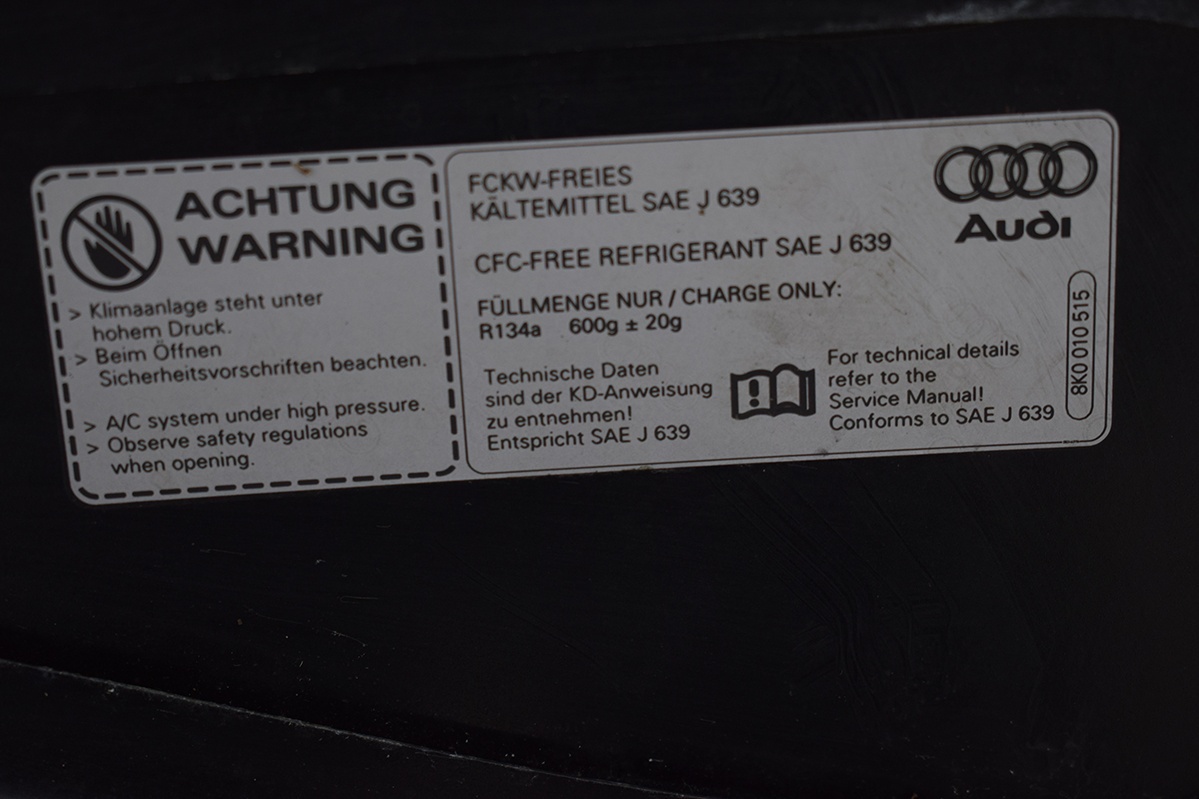 ACHTUNG
WARNING
> Klimaanlage steht unter
hohem Druck.
> Beim Öffnen
Sicherheitsvorschriften beachten.
> A/C system under high pressure.
> Observe safety regulations
when opening.
FCKW-FREIES
KÄLTEMITTEL SAE J 639
CFC-FREE REFRIGERANT SAE J 639
FÜLLMENGE NUR / CHARGE ONLY:
R134a 600g ± 20g
Technische Daten
sind der KD-Anweisung
zu entnehmen!
Entspricht SAE J 639
For technical details
refer to the
Service Manual!
Conforms to SAE J 639
Audi
8K0 010 515